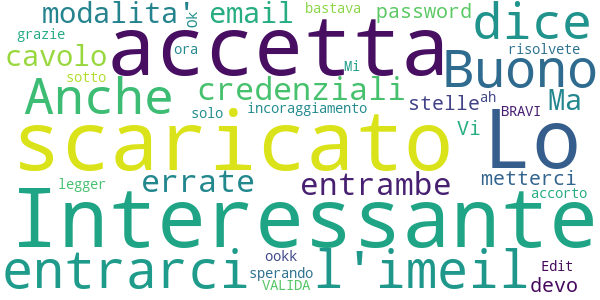 modalita' ok email bastava password dice
grazie cavolo ora accetta Mi risolvete
sotto Anche credenziali Buono
solo incoraggiamento stelle ah BRAVI Ma
scaricato Vi Lo
legger errate entrambe metterci
Interessante accorto
entrarci ookk l'imeil Edit
sperando VALIDA devo